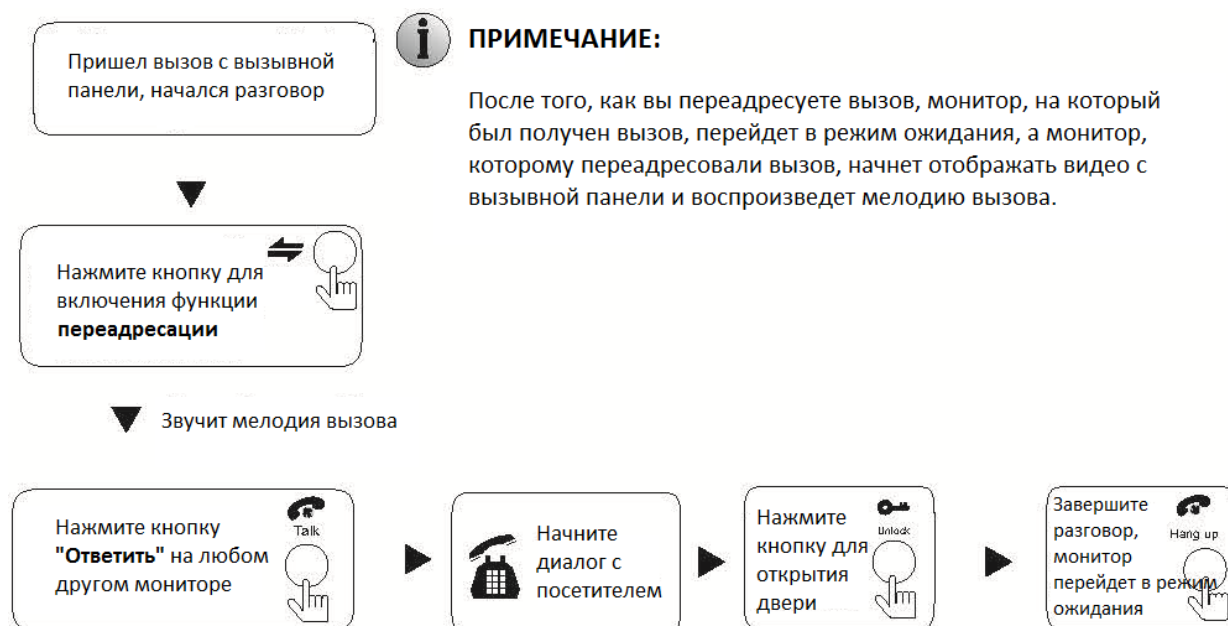 Пришел вызов с вызывной
панели, начался разговор
ПРИМЕЧАНИЕ:
После того, как вы переадресуете вызов, монитор, на который
был получен вызов, перейдет в режим ожидания, а монитор,
которому переадресовали вызов, начнет отображать видео с
вызывной панели и воспроизведет мелодию вызова.
Нажмите кнопку для
включения функции
переадресации
Звучит мелодия вызова
Нажмите кнопку
"Ответить" на любом
другом мониторе
Talk
Начните
диалог с
посетителем
Нажмите
кнопку для
открытия
двери
Unlock
Завершите
разговор,
монитор
перейдет в режим
ожидания
Hang up